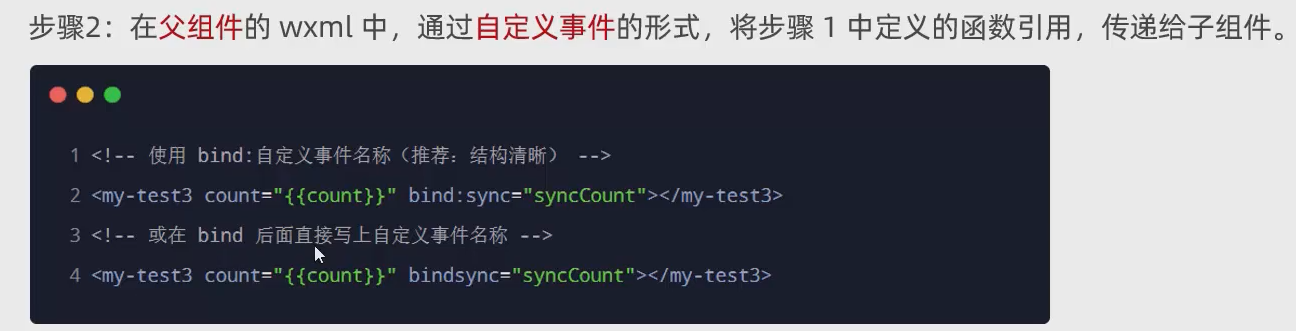 步骤2：在父组件的 wxml 中，通过自定义事件的形式，将步骤 1 中定义的函数引用，传递给子组件。
1 <!-- 使用 bind:自定义事件名称（推荐：结构清晰） -->
2 <my-test3 count="{{count}}" bind:sync="syncCount"></my-test3>
3 <!-- 或在 bind 后面直接写上自定义事件名称 -->
4 <my-test3 count="{{count}}" bindsync="syncCount"></my-test3>